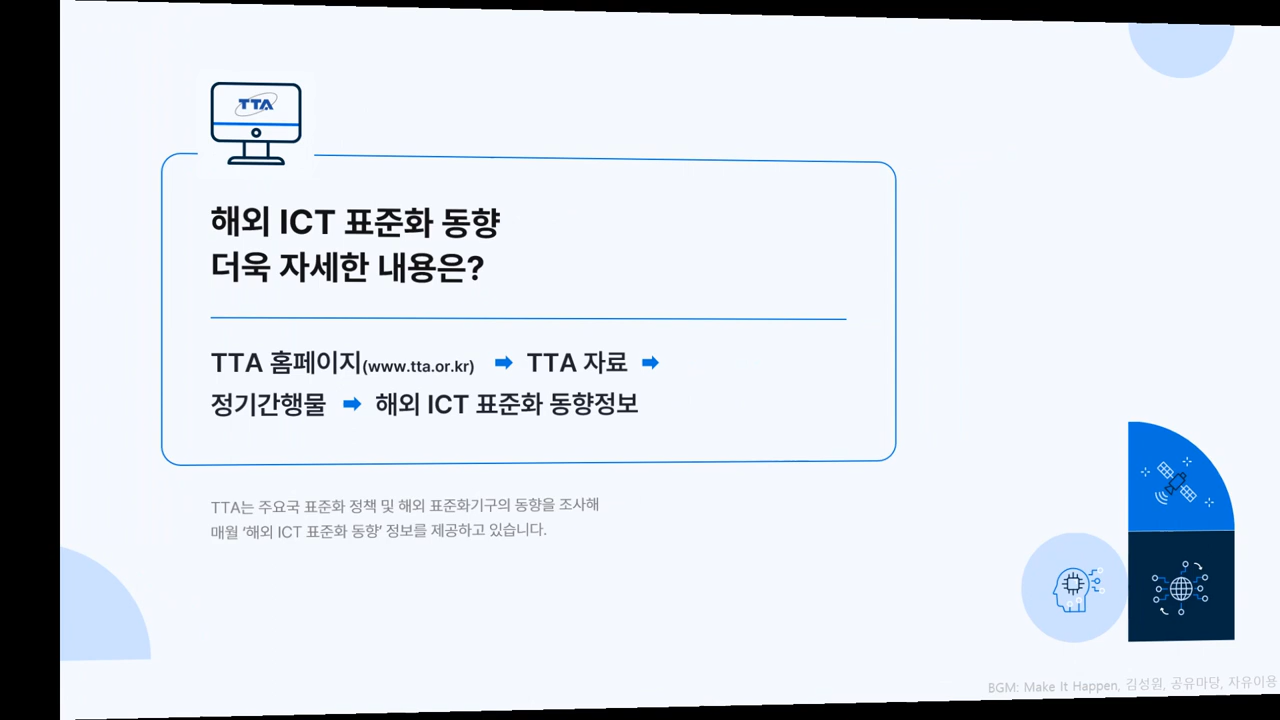 TTA
해외 ICT 표준화 동향
더욱 자세한 내용은?
TTA 홈페이지(www.tta.or.kr) ➡ TTA 자료 ➡
정기간행물 ➡ 해외 ICT 표준화 동향정보
TTA는 주요국 표준화 정책 및 해외 표준화기구의 동향을 조사해
매월 ‘해외 ICT 표준화 동향’ 정보를 제공하고 있습니다.
BGM: Make It Happen, 김성원, 공유마당, 자유이용